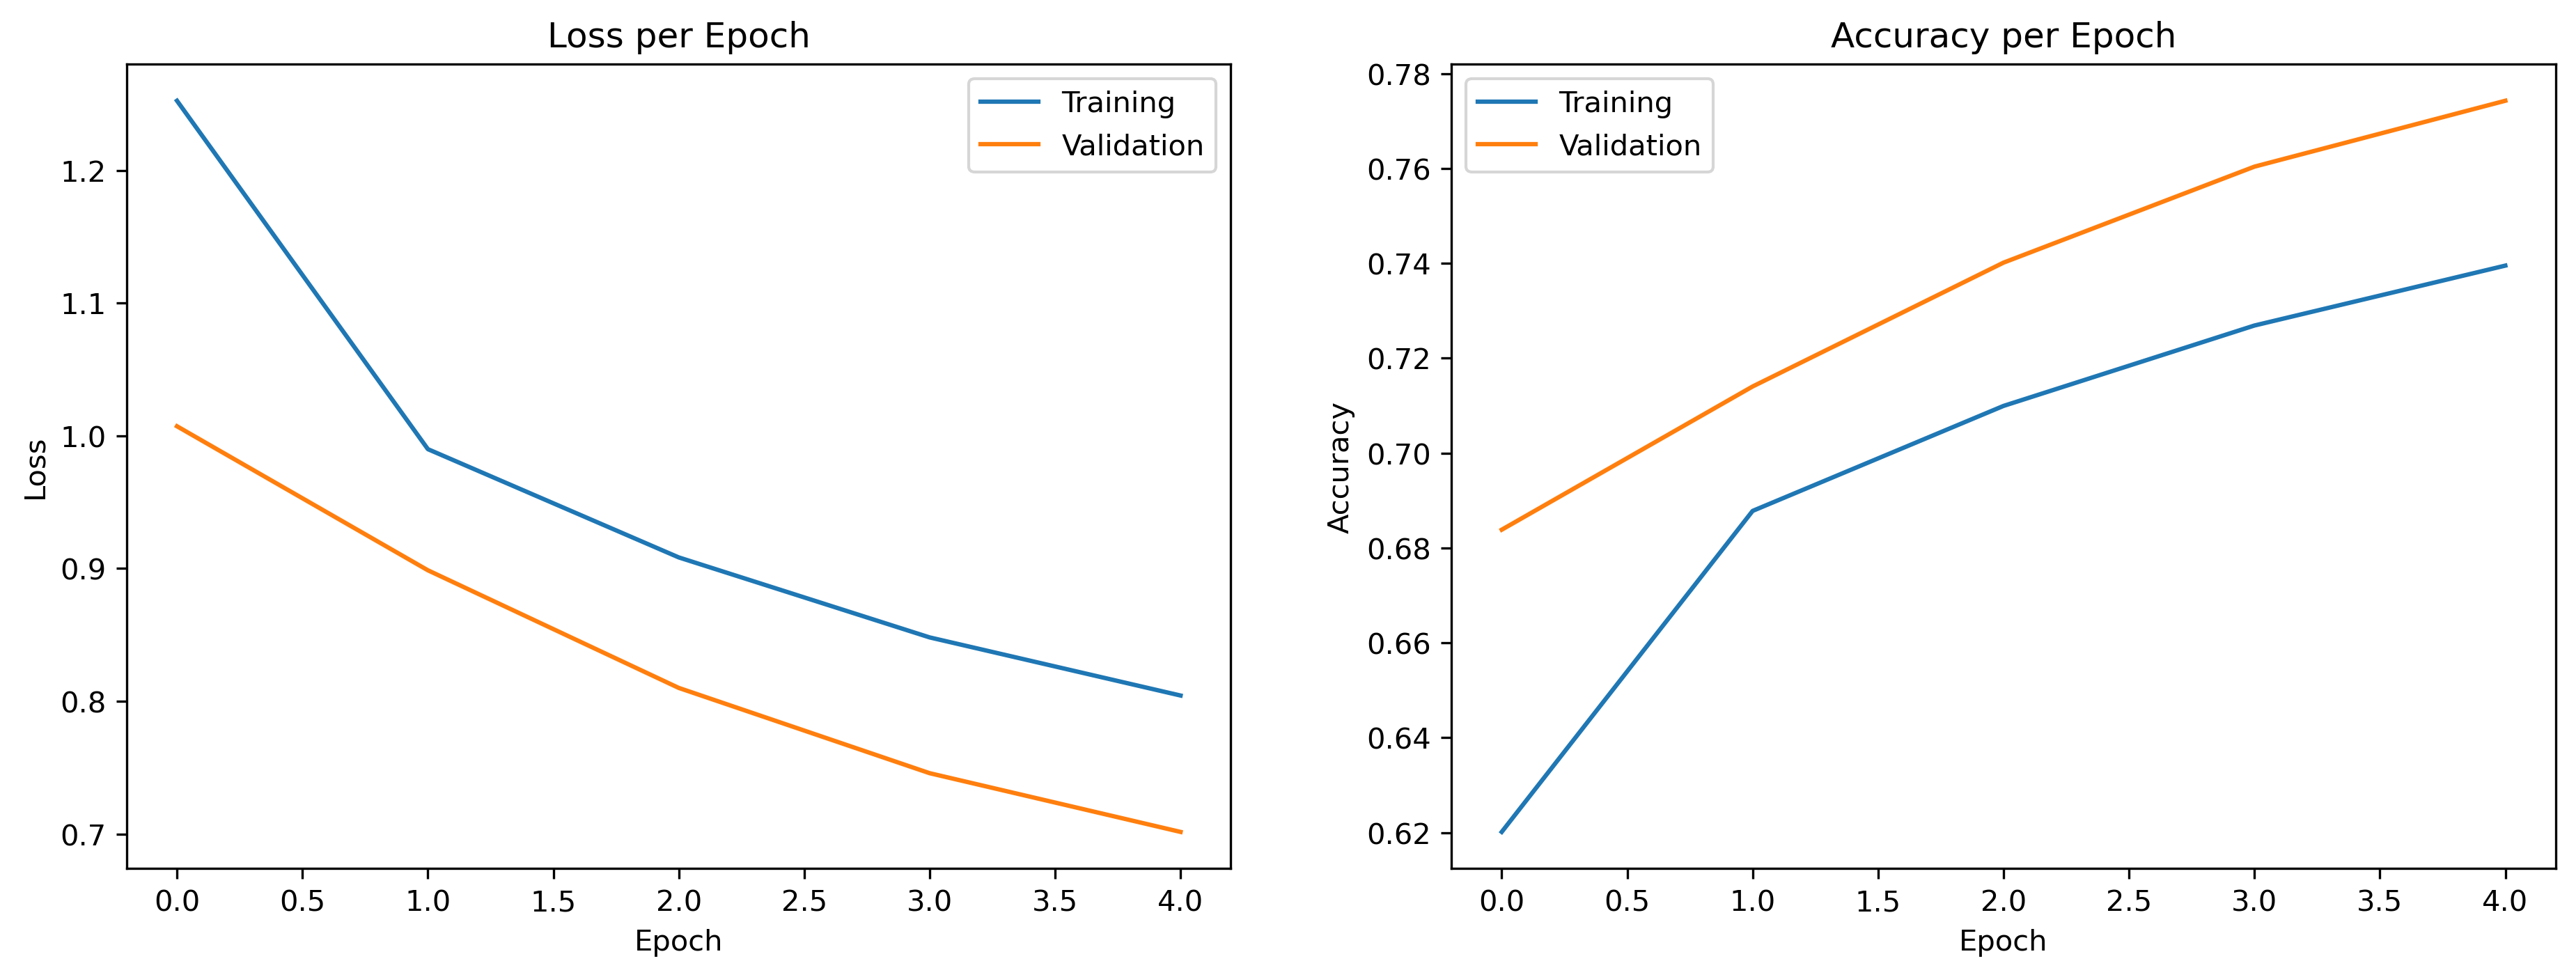 Loss per Epoch
Training
Validation
1.2
1.1
1.0
0.9
0.8
0.7
Loss
0.0 0.5 1.0 1.5 2.0 2.5 3.0 3.5 4.0
Epoch
Accuracy per Epoch
Training
Validation
0.78
0.76
0.74
0.72
0.70
0.68
0.66
0.64
0.62
Accuracy
0.0 0.5 1.0 1.5 2.0 2.5 3.0 3.5 4.0
Epoch